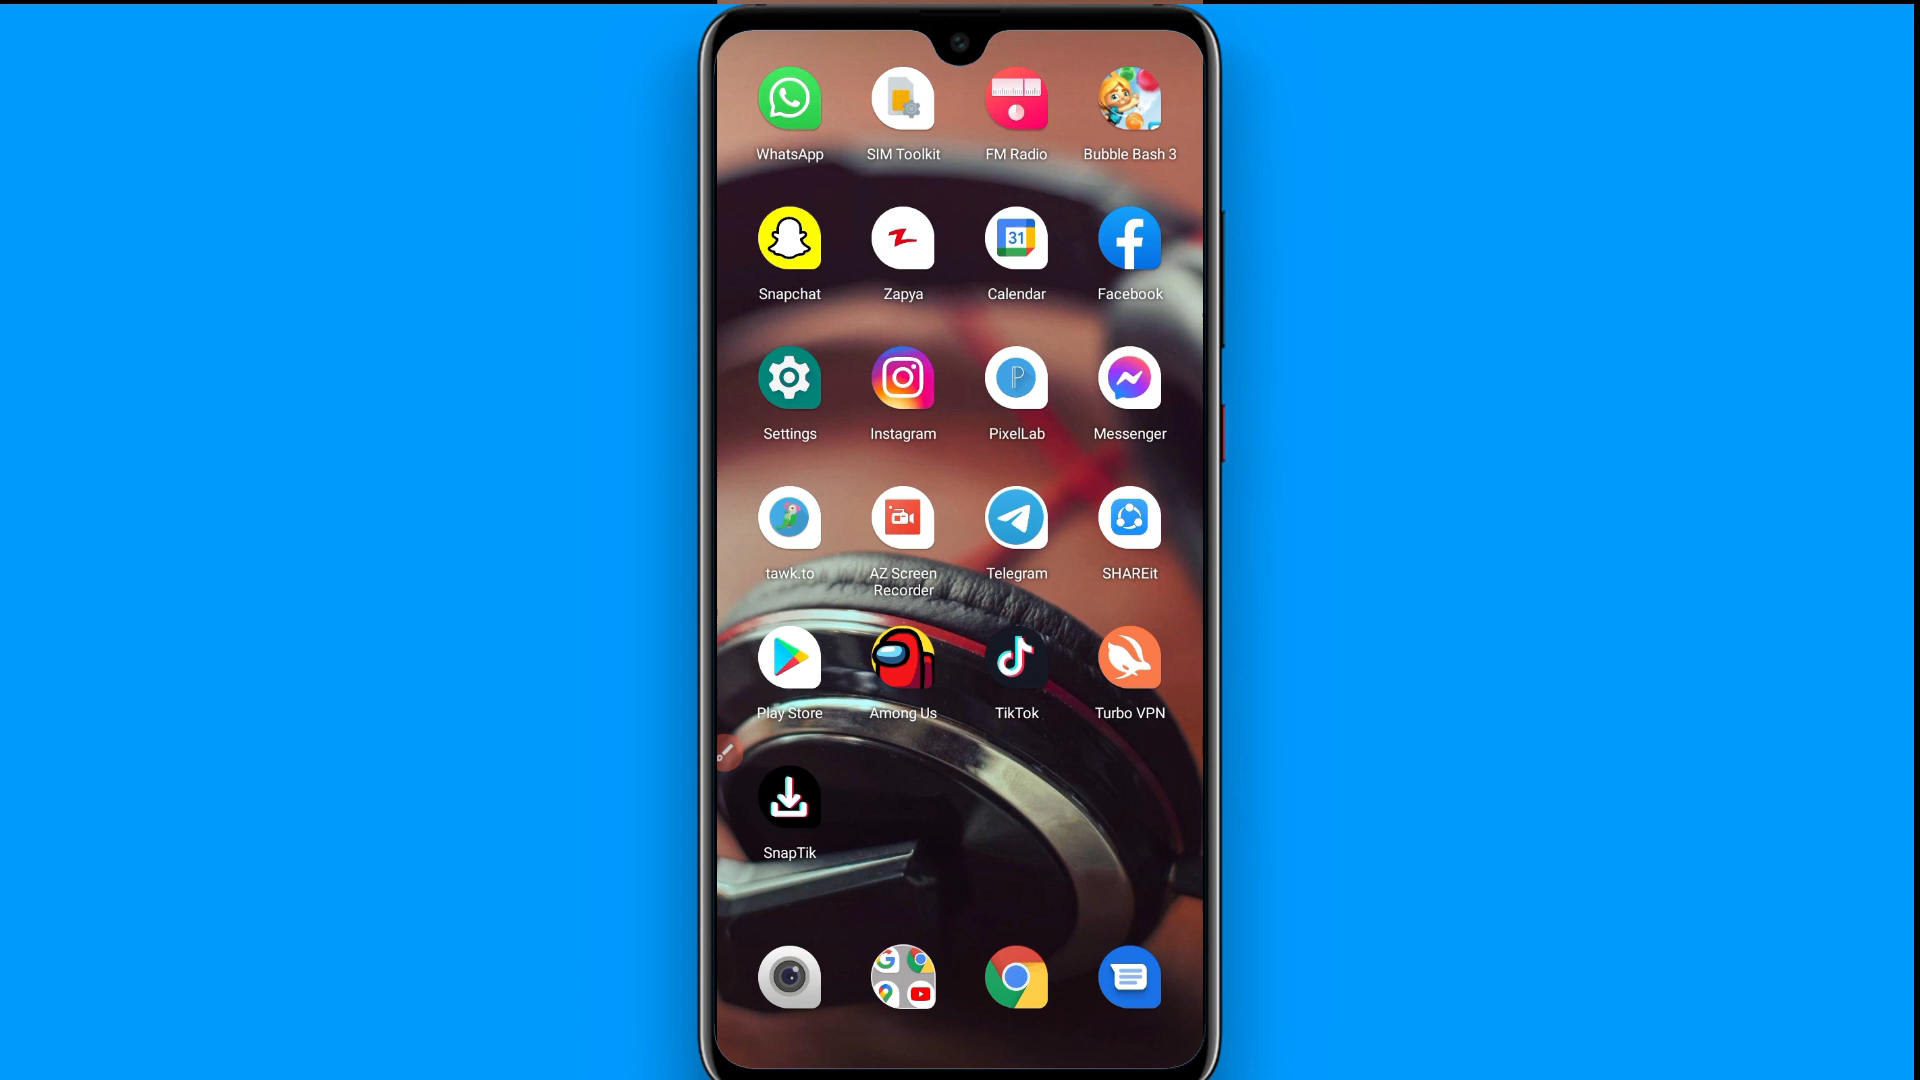 WhatsApp
SIM Toolkit
FM Radio
Bubble Bash 3
Snapchat
Zapya
31
Calendar
Facebook
Settings
Instagram
P
PixelLab
Messenger
tawk.to
AZ Screen
Recorder
Telegram
SHAREit
Play Store
Among Us
TikTok
Turbo VPN
SnapTik